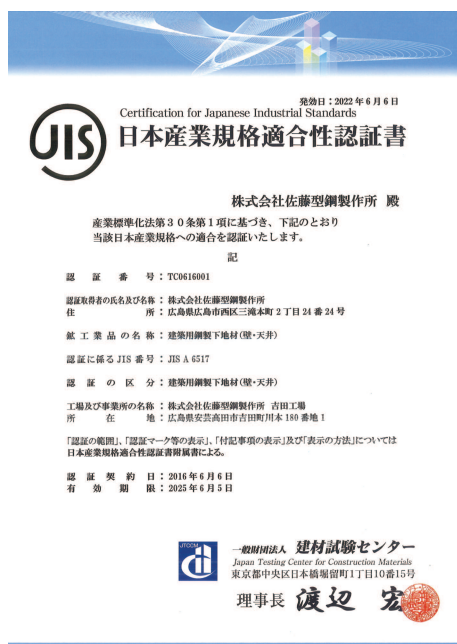 発効日：2022年6月6日
Certification for Japanese Industrial Standards
JIS
日本産業規格適合性認証書
株式会社佐藤型鋼製作所 殿
産業標準化法第30条第1項に基づき、下記のとおり
当該日本産業規格への適合を認証いたします。
記
認証番号：TC0616001
認証取得者の氏名及び名称：株式会社佐藤型鋼製作所
住所：広島県広島市西区三滝本町2丁目24番24号
鉱工業品の名称：建築用鋼製下地材(壁・天井)
認証に係るJIS番号：JIS A 6517
認証の区分：建築用鋼製下地材(壁・天井)
工場及び事業所の名称：株式会社佐藤型鋼製作所 吉田工場
所在地：広島県安芸高田市吉田町川本180番地1
「認証の範囲」、「認証マーク等の表示」、「付記事項の表示」及び「表示の方法」については
日本産業規格適合性認証書附属書による。
認証契約日：2016年6月6日
有効期限：2025年6月5日
JTCCM
一般財団法人 建材試験センター
Japan Testing Center for Construction Materials
東京都中央区日本橋堀留町1丁目10番15号
理事長 渡辺 宏